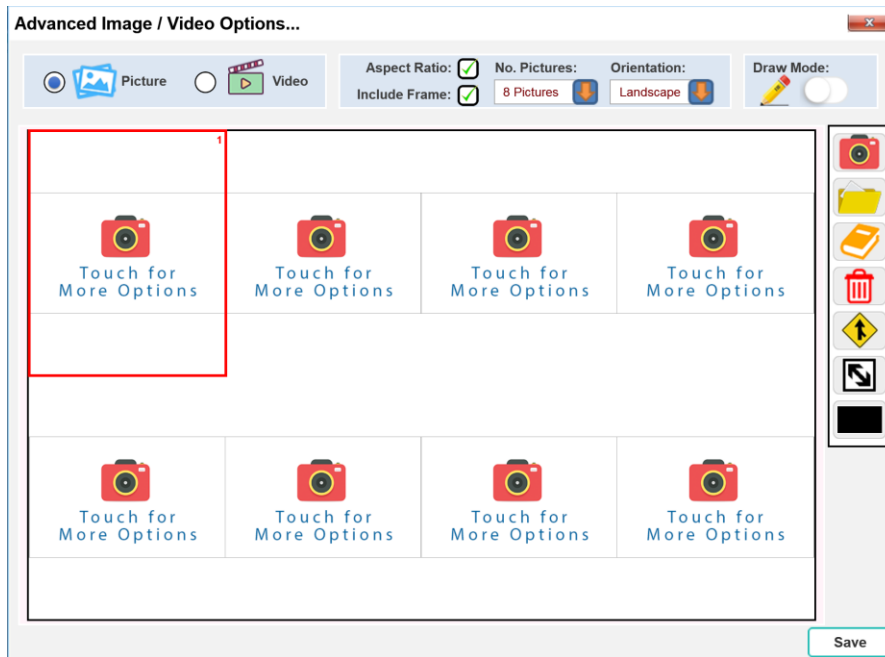 Advanced Image / Video Options...
x
Picture
Video
Aspect Ratio:
Include Frame:
No. Pictures:
8 Pictures
Orientation:
Landscape
Draw Mode:
1
Touch for
More Options
Touch for
More Options
Touch for
More Options
Touch for
More Options
Touch for
More Options
Touch for
More Options
Touch for
More Options
Touch for
More Options
Save